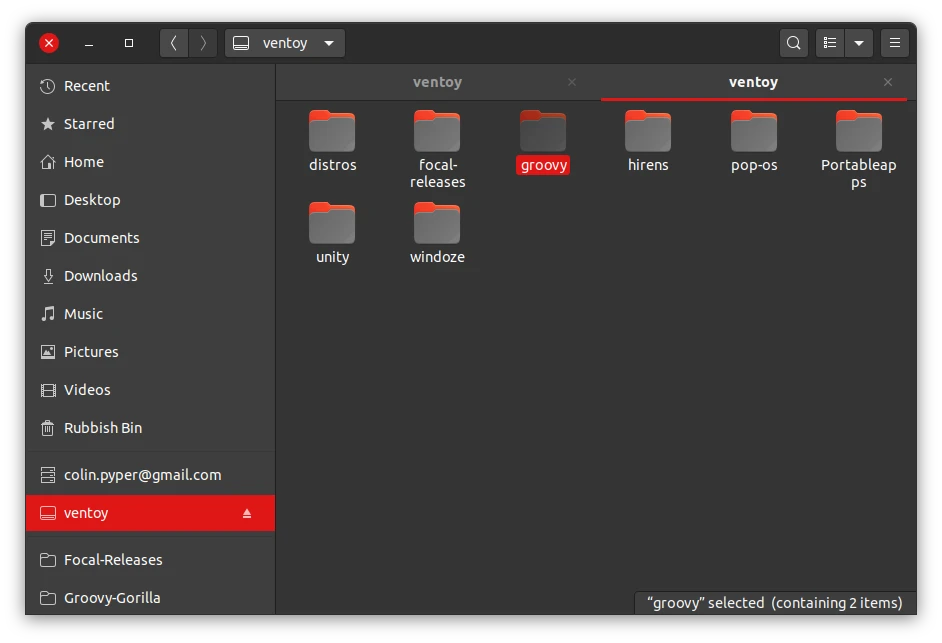 ventoy
ventoy
ventoy
Recent
Starred
Home
Desktop
Documents
Downloads
Music
Pictures
Videos
Rubbish Bin
colin.pyper@gmail.com
ventoy
Focal-Releases
Groovy-Gorilla
distros
focal-
releases
groovy
hirens
pop-os
Portableap
ps
unity
windoze
“groovy” selected (containing 2 items)